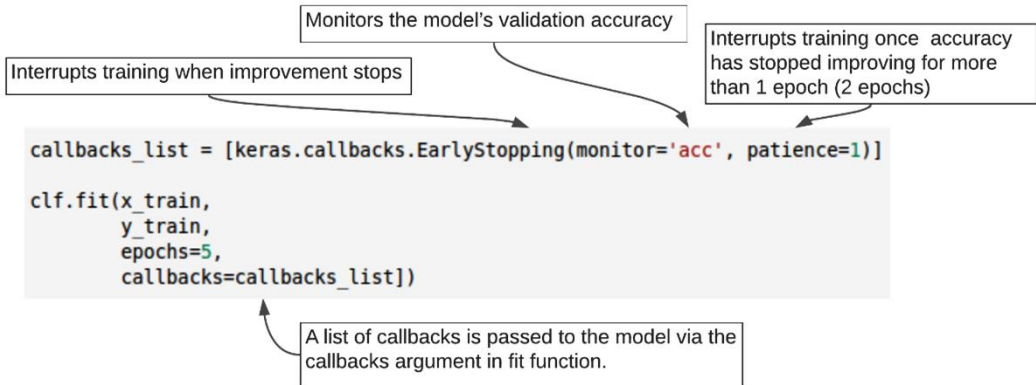 Monitors the model's validation accuracy
Interrupts training once  accuracy
has stopped improving for more
than 1 epoch (2 epochs)
Interrupts training when improvement stops
callbacks_list = [keras.callbacks.EarlyStopping(monitor='acc', patience=1)]
clf.fit(x_train,
        y_train,
        epochs=5,
        callbacks=callbacks_list])
A list of callbacks is passed to the model via the
callbacks argument in fit function.